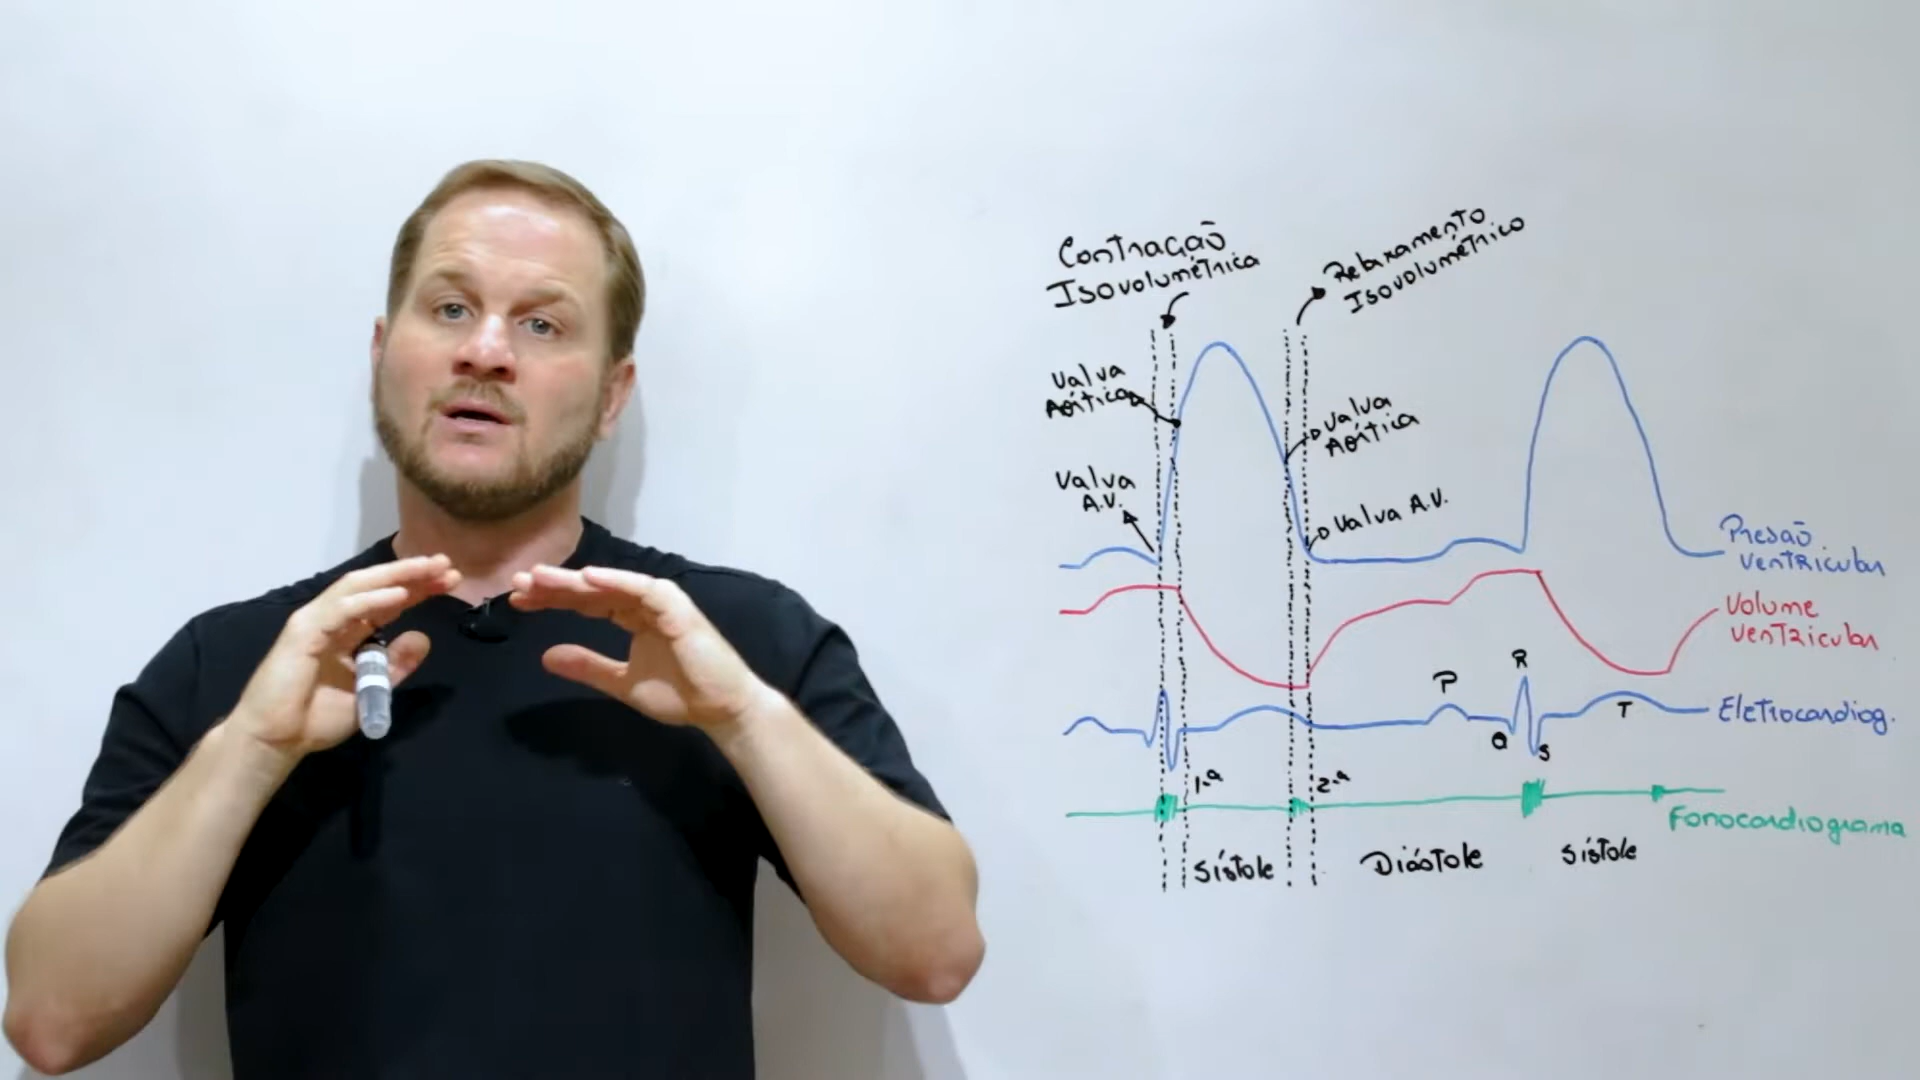 Contração
Isovolumétrica
Relaxamento
Isovolumétrico
Valva
Aórtica
Valva
Aórtica
Valva
A.V.
Valva A.V.
Presão
Ventricular
Volume
Ventricular
P
R
Q
S
T
Eletrocardiog.
1.ª
2.ª
Fonocardiograma
Sístole
Diástole
Sístole